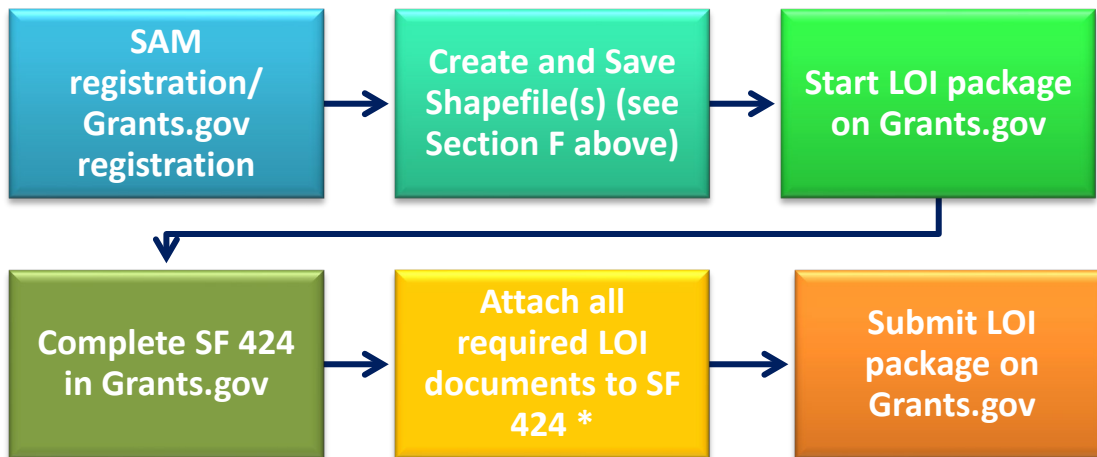 SAM
registration/
Grants.gov
registration
Create and Save
Shapefile(s) (see
Section F above)
Start LOI package
on Grants.gov
Complete SF 424
in Grants.gov
Attach all
required LOI
documents to SF
424 *
Submit LOI
package on
Grants.gov